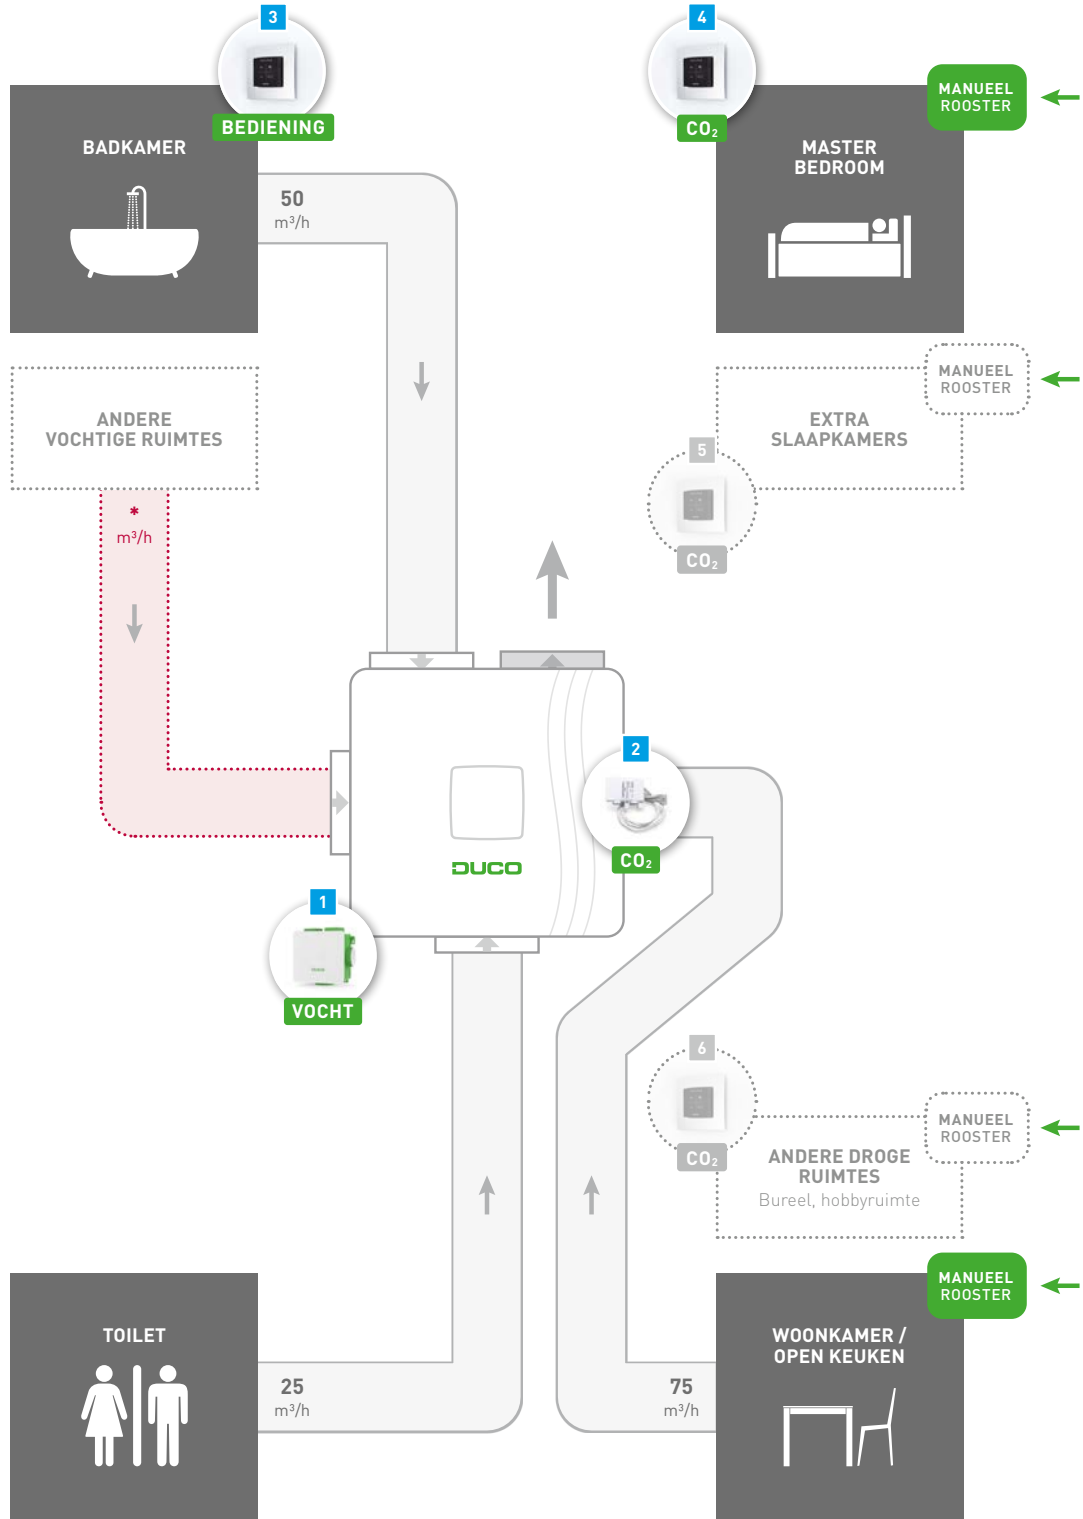 3
BEDIENING
BADKAMER
50
m³/h
4
CO₂
MANUEEL
ROOSTER
MASTER
BEDROOM
ANDERE
VOCHTIGE RUIMTES
*
m³/h
MANUEEL
ROOSTER
EXTRA
SLAAPKAMERS
5
CO₂
2
CO₂
DUCO
1
VOCHT
6
CO₂
MANUEEL
ROOSTER
ANDERE DROGE
RUIMTES
Bureel, hobbyruimte
TOILET
25
m³/h
75
m³/h
MANUEEL
ROOSTER
WOONKAMER /
OPEN KEUKEN